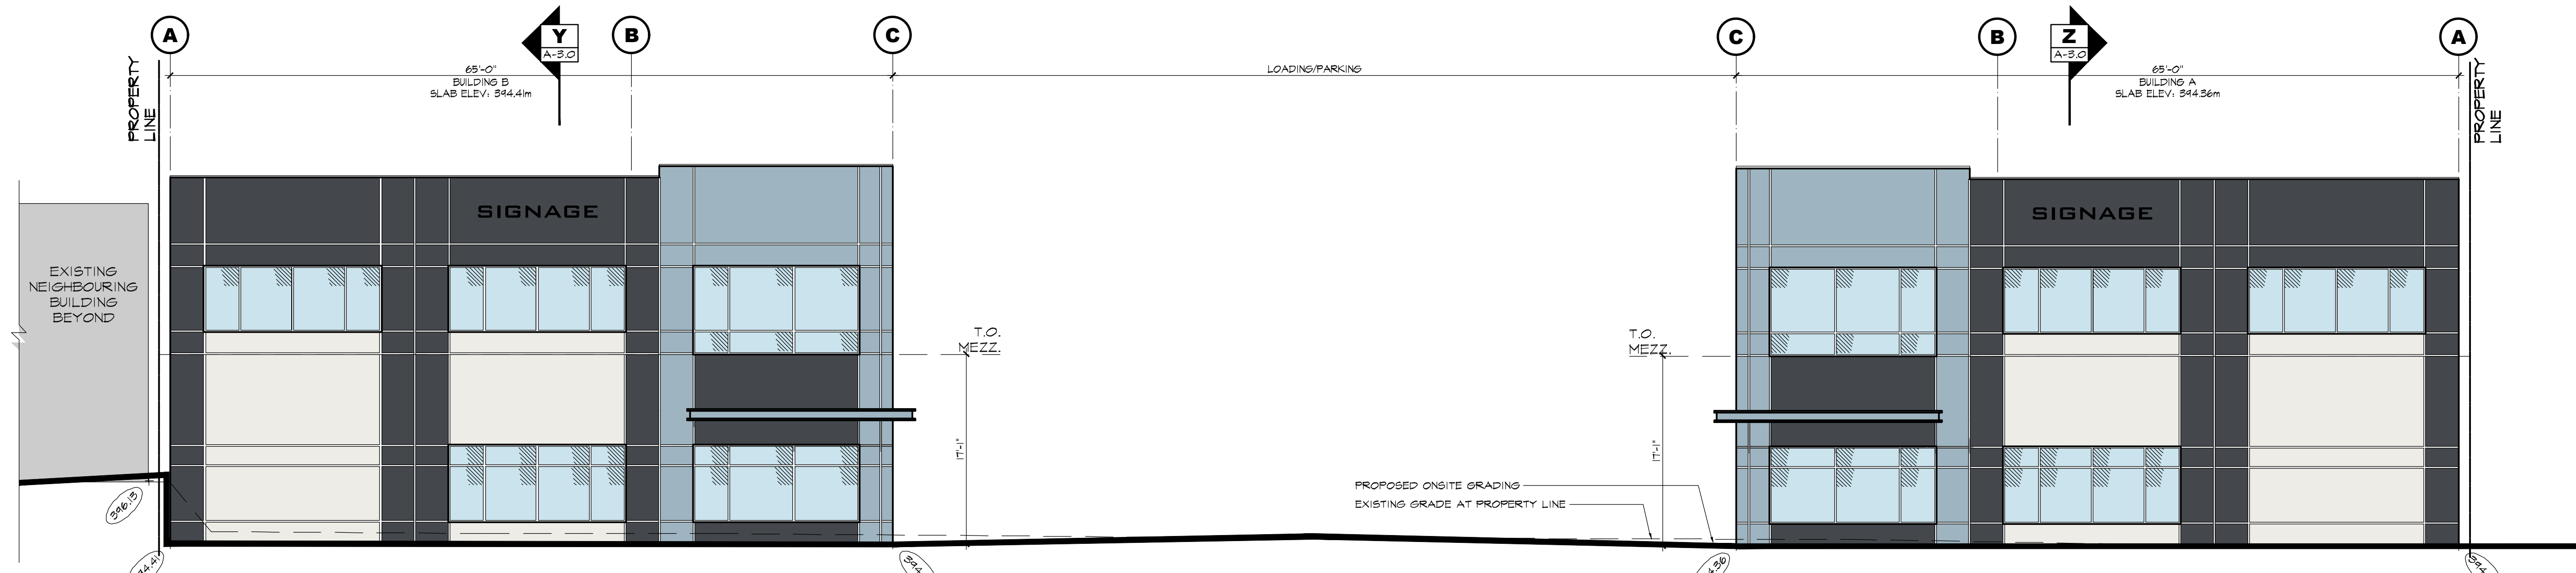 A
Y
A-3.0
B
C
C
B
Z
A-3.0
A
PROPERTY
LINE
65'-0"
BUILDING B
SLAB ELEV: 394.41m
LOADING/PARKING
65'-0"
BUILDING A
SLAB ELEV: 394.36m
PROPERTY
LINE
SIGNAGE
SIGNAGE
EXISTING
NEIGHBOURING
BUILDING
BEYOND
T.O.
MEZZ.
T.O.
MEZZ.
17'-1"
17'-1"
PROPOSED ONSITE GRADING
EXISTING GRADE AT PROPERTY LINE
396.13